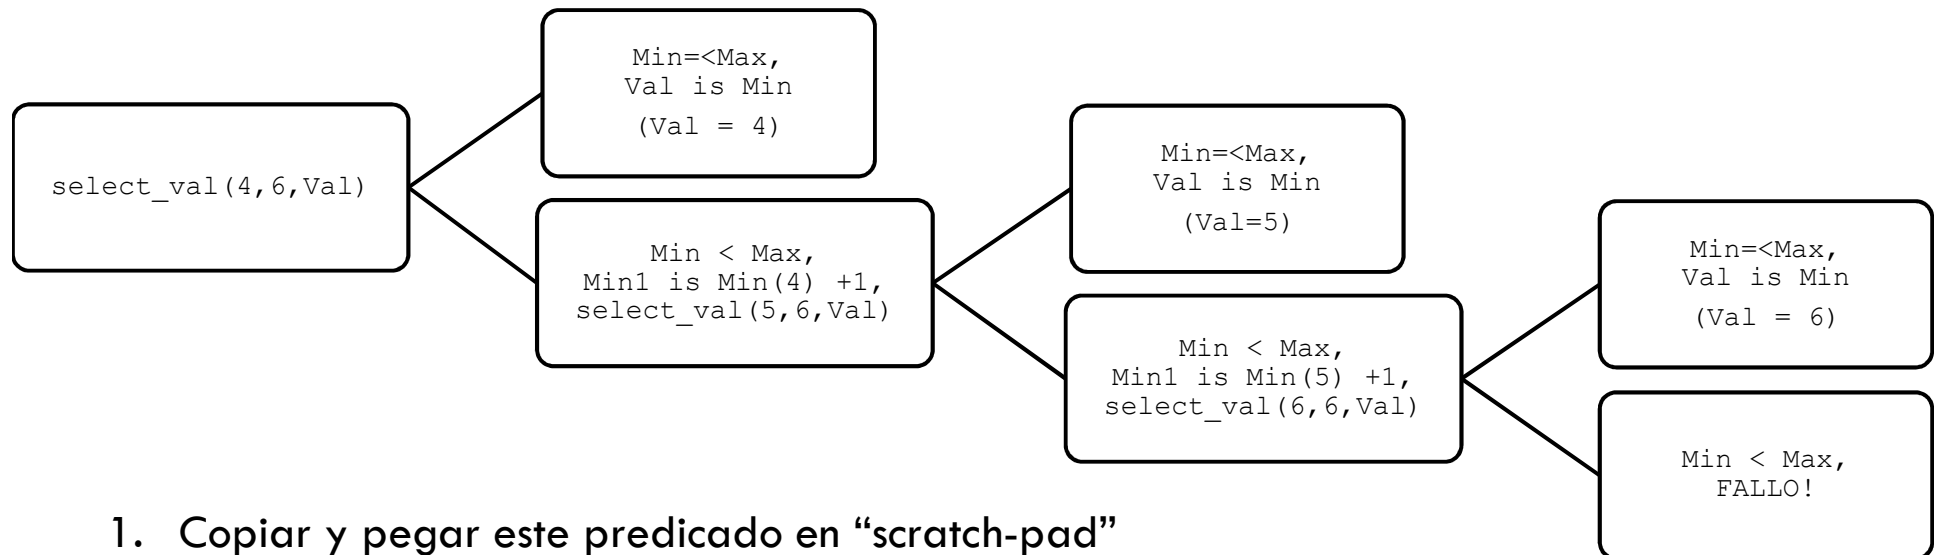 select_val(4,6,Val)
Min=<Max,
Val is Min
(Val = 4)
Min < Max,
Min1 is Min(4) +1,
select_val(5,6,Val)
Min=<Max,
Val is Min
(Val=5)
Min < Max,
Min1 is Min(5) +1,
select_val(6,6,Val)
Min=<Max,
Val is Min
(Val = 6)
Min < Max,
FALLO!
1. Copiar y pegar este predicado en “scratch-pad”